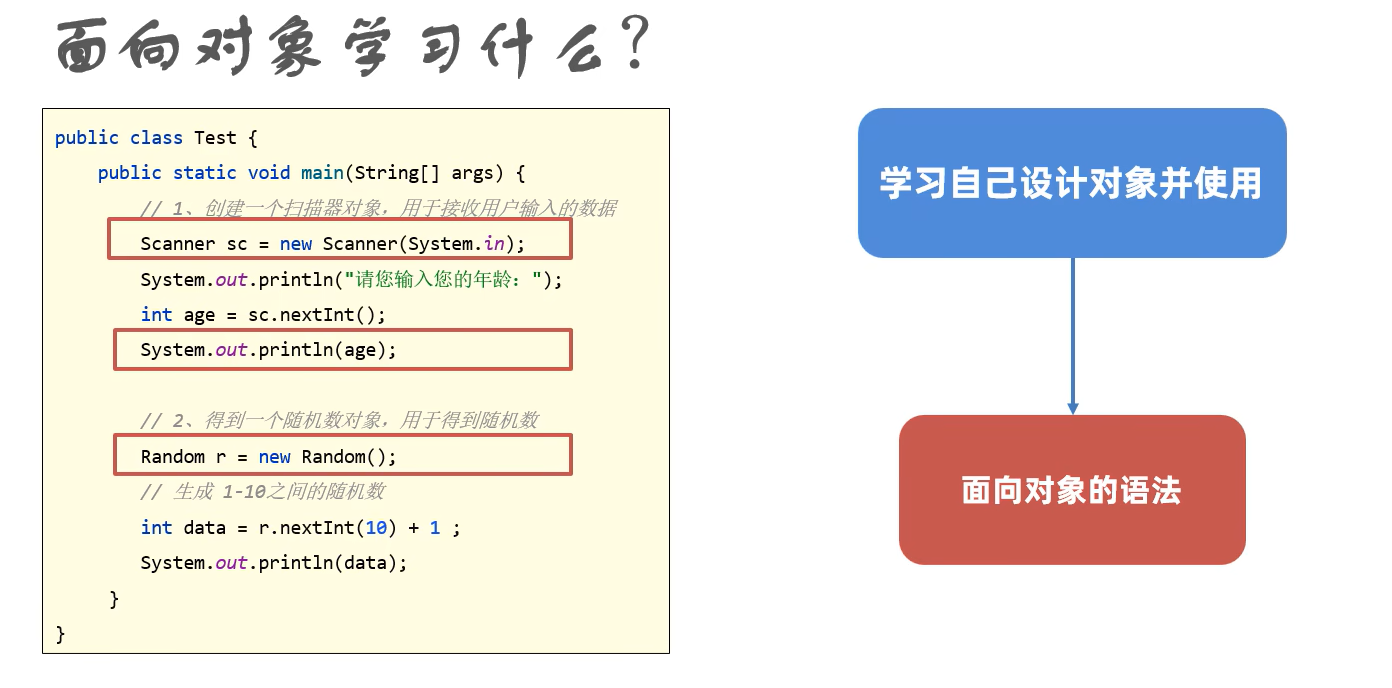 面向对象学习什么?
public class Test {
public static void main(String[] args) {
// 1、创建一个扫描器对象，用于接收用户输入的数据
Scanner sc = new Scanner(System.in);
System.out.println("请您输入您的年龄：");
int age = sc.nextInt();
System.out.println(age);
// 2、得到一个随机数对象，用于得到随机数
Random r = new Random();
// 生成 1-10之间的随机数
int data = r.nextInt(10) + 1 ;
System.out.println(data);
}
}
学习自己设计对象并使用
面向对象的语法